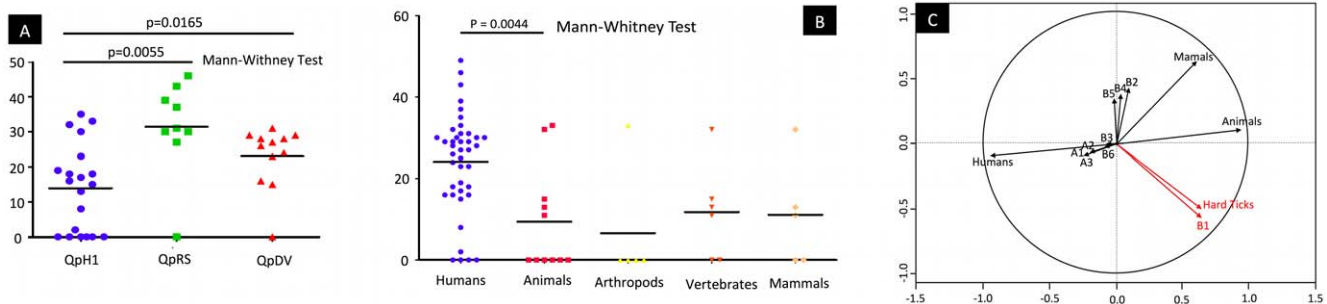 A
p=0.0165
p=0.0055
Mann-Withney Test
50
40
30
20
10
0
QpH1
QpRS
QpDV
B
P = 0.0044
Mann-Whitney Test
60
40
20
0
Humans
Animals
Arthropods
Vertebrates
Mammals
C
1.0
0.5
0.0
-0.5
-1.0
Mamals
B5 B4 B2
Animals
B3
A2
A1
B6
A3
Humans
Hard Ticks
B1
-1.5 -1.0 -0.5 0.0 0.5 1.0 1.5